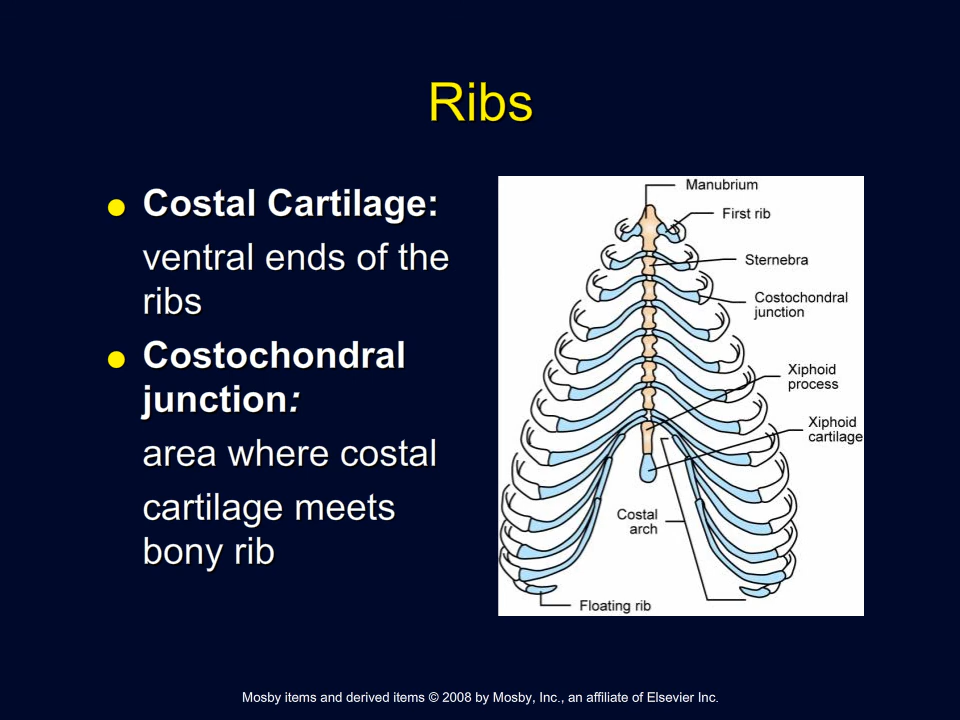 Ribs
● Costal Cartilage:
ventral ends of the
ribs
● Costochondral
junction:
area where costal
cartilage meets
bony rib
Manubrium
First rib
Sternebra
Costochondral
junction
Xiphoid
process
Xiphoid
cartilage
Costal
arch
Floating rib
Mosby items and derived items © 2008 by Mosby, Inc., an affiliate of Elsevier Inc.